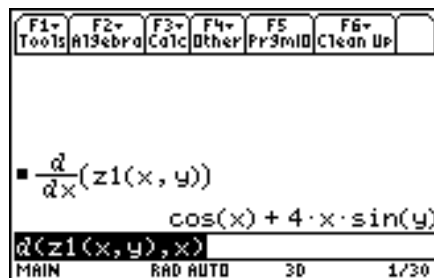 F1▾ F2▾ F3▾ F4▾ F5 F6▾
Tools Algebra Calc Other PrgmIO Clean Up
▪ d/dx (z1(x, y))
cos(x) + 4·x·sin(y)
d(z1(x,y),x)
MAIN RAD AUTO 3D 1/30